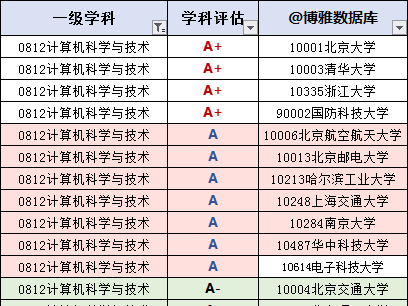 一级学科 学科评估 @博雅数据库
0812计算机科学与技术 A+ 10001北京大学
0812计算机科学与技术 A+ 10003清华大学
0812计算机科学与技术 A+ 10335浙江大学
0812计算机科学与技术 A+ 90002国防科技大学
0812计算机科学与技术 A 10006北京航空航天大学
0812计算机科学与技术 A 10013北京邮电大学
0812计算机科学与技术 A 10213哈尔滨工业大学
0812计算机科学与技术 A 10248上海交通大学
0812计算机科学与技术 A 10284南京大学
0812计算机科学与技术 A 10487华中科技大学
0812计算机科学与技术 A 10614电子科技大学
0812计算机科学与技术 A- 10004北京交通大学